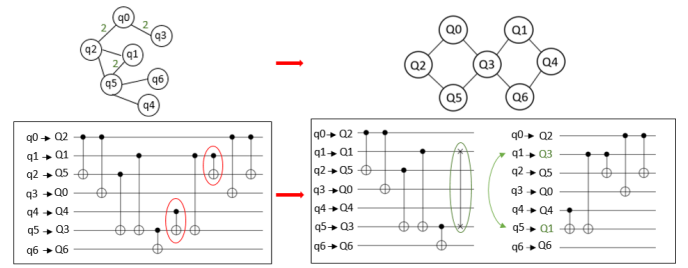 q0
2
2
q3
q2
q1
2
q5
q6
q4
Q0
Q1
Q2
Q3
Q4
Q5
Q6
q0 → Q2
q1 → Q1
q2 → Q5
q3 → Q0
q4 → Q4
q5 → Q3
q6 → Q6
q0 → Q2
q1 → Q1
q2 → Q5
q3 → Q0
q4 → Q4
q5 → Q3
q6 → Q6
q0 → Q2
q1 → Q3
q2 → Q5
q3 → Q0
q4 → Q4
q5 → Q1
q6 → Q6